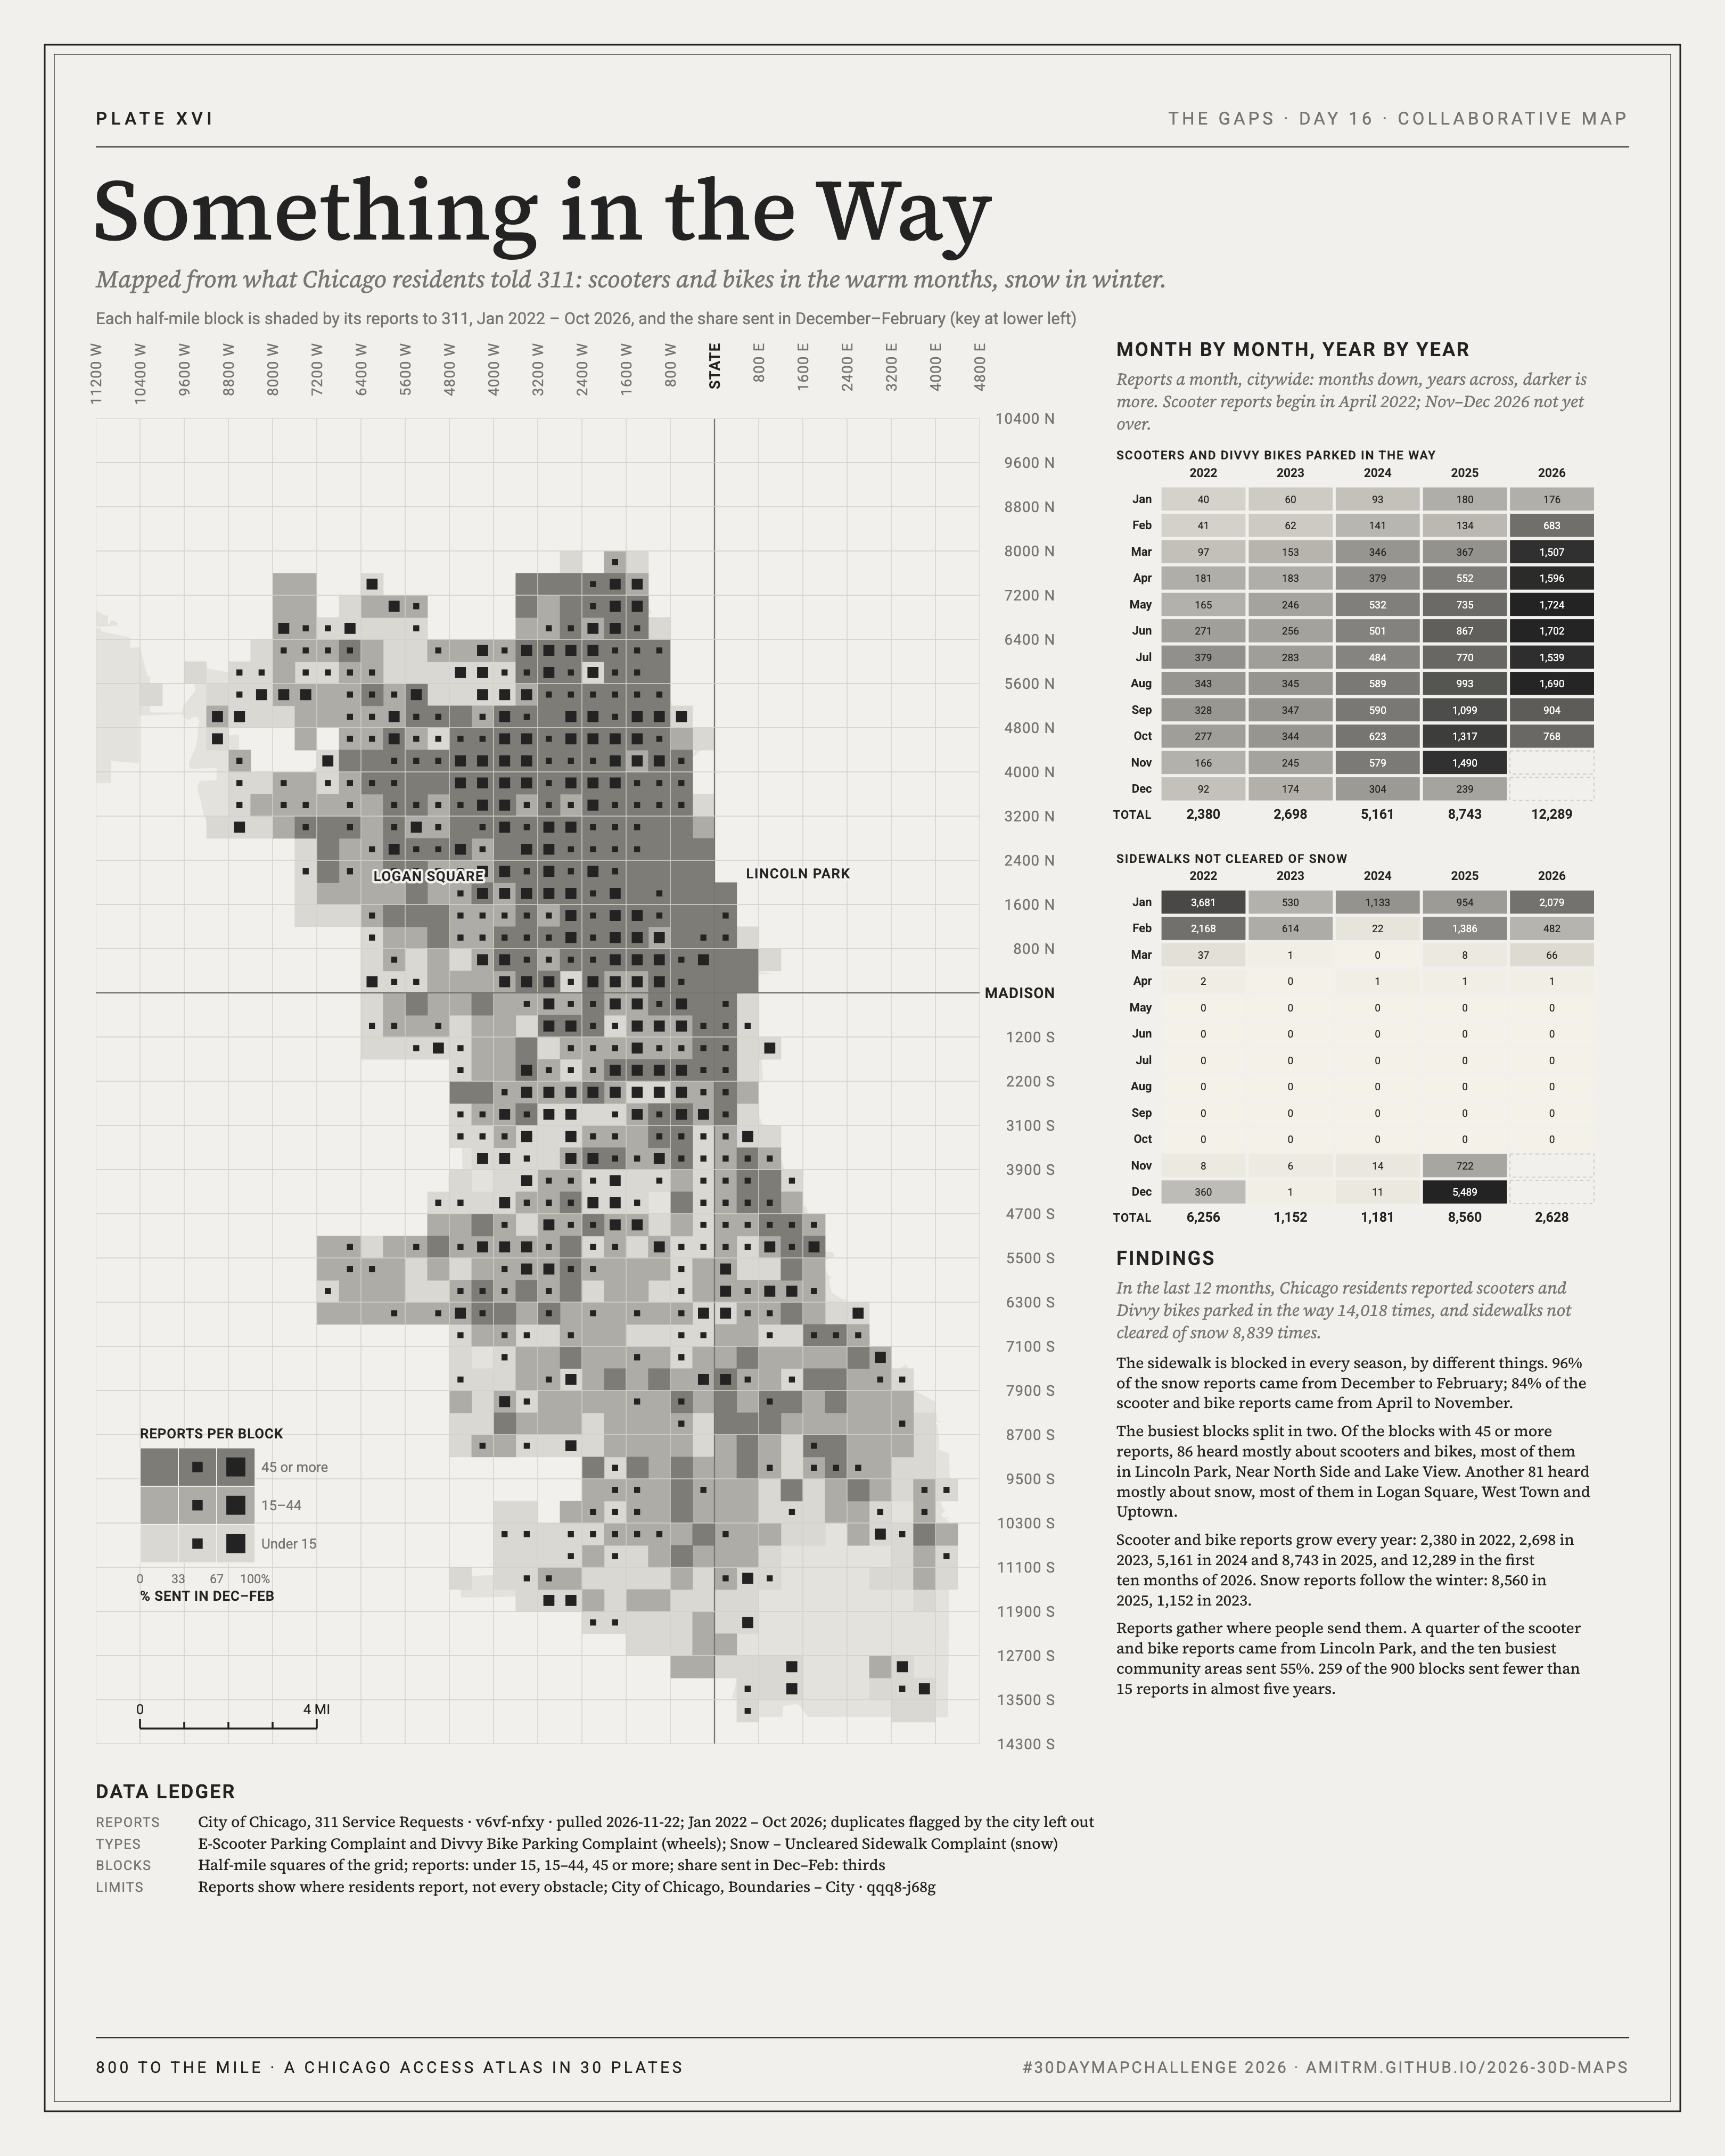 PLATE XVI
THE GAPS · DAY 16 · COLLABORATIVE MAP
Something in the Way
Mapped from what Chicago residents told 311: scooters and bikes in the warm months, snow in winter.
Each half-mile block is shaded by its reports to 311, Jan 2022 – Oct 2026, and the share sent in December–February (key at lower left)
11200 W 10400 W 9600 W 8800 W 8000 W 7200 W 6400 W 5600 W 4800 W 4000 W 3200 W 2400 W 1600 W 800 W STATE 800 E 1600 E 2400 E 3200 E 4000 E 4800 E
10400 N
9600 N
8800 N
8000 N
7200 N
6400 N
5600 N
4800 N
4000 N
3200 N
2400 N
1600 N
800 N
MADISON
1200 S
2200 S
3100 S
3900 S
4700 S
5500 S
6300 S
7100 S
7900 S
8700 S
9500 S
10300 S
11100 S
11900 S
12700 S
13500 S
14300 S
LOGAN SQUARE
LINCOLN PARK
REPORTS PER BLOCK
45 or more
15–44
Under 15
0 33 67 100%
% SENT IN DEC–FEB
0 4 MI
MONTH BY MONTH, YEAR BY YEAR
Reports a month, citywide: months down, years across, darker is
more. Scooter reports begin in April 2022; Nov–Dec 2026 not yet
over.
SCOOTERS AND DIVVY BIKES PARKED IN THE WAY
2022 2023 2024 2025 2026
Jan 40 60 93 180 176
Feb 41 62 141 134 683
Mar 97 153 346 367 1,507
Apr 181 183 379 552 1,596
May 165 246 532 735 1,724
Jun 271 256 501 867 1,702
Jul 379 283 484 770 1,539
Aug 343 345 589 993 1,690
Sep 328 347 590 1,099 904
Oct 277 344 623 1,317 768
Nov 166 245 579 1,490
Dec 92 174 304 239
TOTAL 2,380 2,698 5,161 8,743 12,289
SIDEWALKS NOT CLEARED OF SNOW
2022 2023 2024 2025 2026
Jan 3,681 530 1,133 954 2,079
Feb 2,168 614 22 1,386 482
Mar 37 1 0 8 66
Apr 2 0 1 1 1
May 0 0 0 0 0
Jun 0 0 0 0 0
Jul 0 0 0 0 0
Aug 0 0 0 0 0
Sep 0 0 0 0 0
Oct 0 0 0 0 0
Nov 8 6 14 722
Dec 360 1 11 5,489
TOTAL 6,256 1,152 1,181 8,560 2,628
FINDINGS
In the last 12 months, Chicago residents reported scooters and
Divvy bikes parked in the way 14,018 times, and sidewalks not
cleared of snow 8,839 times.
The sidewalk is blocked in every season, by different things. 96%
of the snow reports came from December to February; 84% of the
scooter and bike reports came from April to November.
The busiest blocks split in two. Of the blocks with 45 or more
reports, 86 heard mostly about scooters and bikes, most of them
in Lincoln Park, Near North Side and Lake View. Another 81 heard
mostly about snow, most of them in Logan Square, West Town and
Uptown.
Scooter and bike reports grow every year: 2,380 in 2022, 2,698 in
2023, 5,161 in 2024 and 8,743 in 2025, and 12,289 in the first
ten months of 2026. Snow reports follow the winter: 8,560 in
2025, 1,152 in 2023.
Reports gather where people send them. A quarter of the scooter
and bike reports came from Lincoln Park, and the ten busiest
community areas sent 55%. 259 of the 900 blocks sent fewer than
15 reports in almost five years.
DATA LEDGER
REPORTS City of Chicago, 311 Service Requests · v6vf-nfxy · pulled 2026-11-22; Jan 2022 – Oct 2026; duplicates flagged by the city left out
TYPES E-Scooter Parking Complaint and Divvy Bike Parking Complaint (wheels); Snow – Uncleared Sidewalk Complaint (snow)
BLOCKS Half-mile squares of the grid; reports: under 15, 15–44, 45 or more; share sent in Dec–Feb: thirds
LIMITS Reports show where residents report, not every obstacle; City of Chicago, Boundaries – City · qqq8-j68g
800 TO THE MILE · A CHICAGO ACCESS ATLAS IN 30 PLATES
#30DAYMAPCHALLENGE 2026 · AMITRM.GITHUB.IO/2026-30D-MAPS